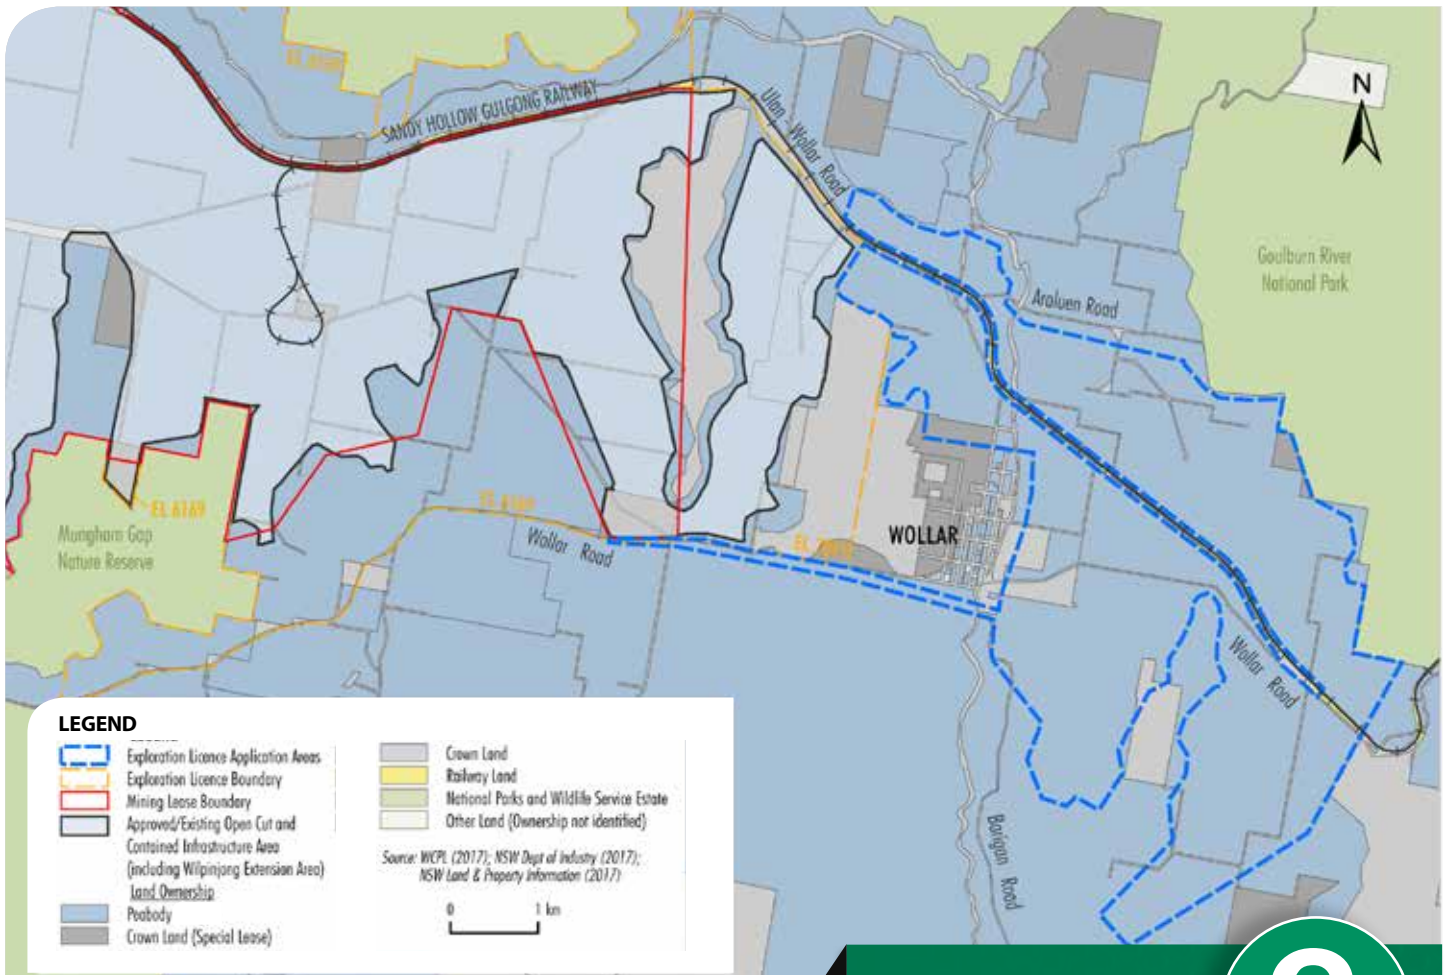 SANDY HOLLOW GULGONG RAILWAY
Ulan - Wollar Road
N
Goulburn River
National Park
Araluen Road
EL 6169
Munghorn Gap
Nature Reserve
EL 6169
Wollar Road
WOLLAR
Wollar Road
Barigan Road
LEGEND
Exploration Licence Application Areas
Exploration Licence Boundary
Mining Lease Boundary
Approved/Existing Open Cut and
Contained Infrastructure Area
(including Wilpinjong Extension Area)
Land Ownership
Peabody
Crown Land (Special Lease)
Crown Land
Railway Land
National Parks and Wildlife Service Estate
Other Land (Ownership not identified)
Source: WCPL (2017); NSW Dept of Industry (2017);
NSW Land & Property Information (2017)
0 1 km